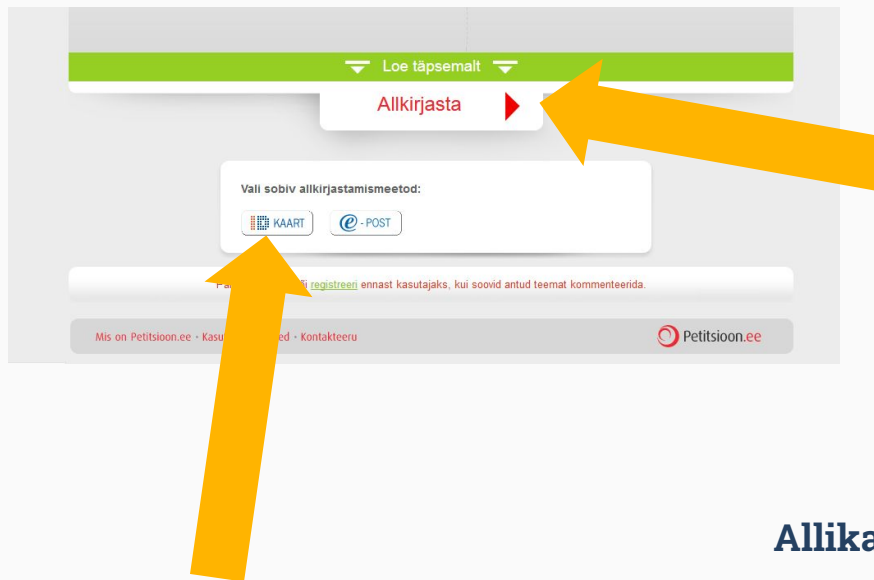 Loe täpsemalt
Allkirjasta
Vali sobiv allkirjastamismeetod:
ID KAART
e - POST
registreeri ennast kasutajaks, kui soovid antud teemat kommenteerida.
Mis on Petitsioon.ee · · Kontakteeru
Petitsioon.ee